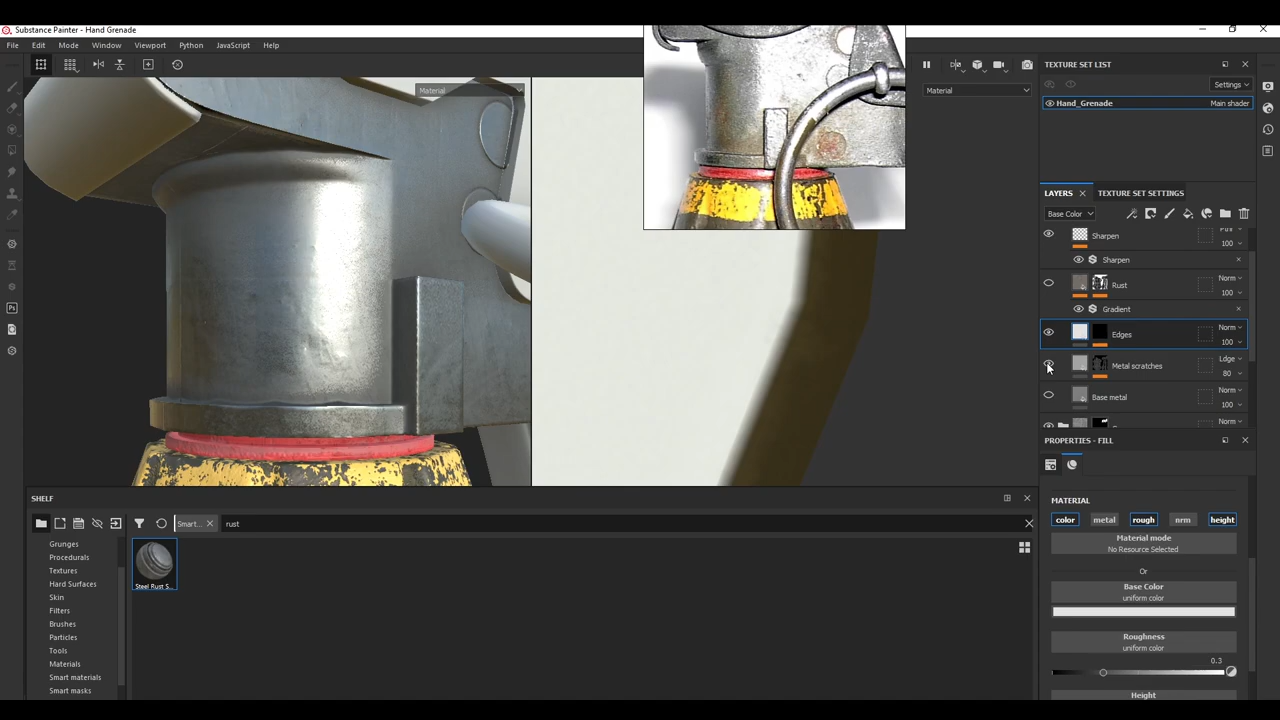 Substance Painter - Hand Grenade
File Edit Mode Window Viewport Python JavaScript Help
Material
Material
TEXTURE SET LIST
Settings
Hand_Grenade Main shader
LAYERS TEXTURE SET SETTINGS
Base Color
Sharpen
100
Sharpen
Rust Norm
100
Gradient
Edges Norm
100
Metal scratches Ldge
80
Base metal Norm
100
Norm
PROPERTIES - FILL
MATERIAL
color metal rough nrm height
Material mode
No Resource Selected
Or
Base Color
uniform color
Roughness
uniform color
0.3
Height
SHELF
Smart... rust
Grunges
Procedurals
Textures
Hard Surfaces
Skin
Filters
Brushes
Particles
Tools
Materials
Smart materials
Smart masks
Steel Rust S...
Ps